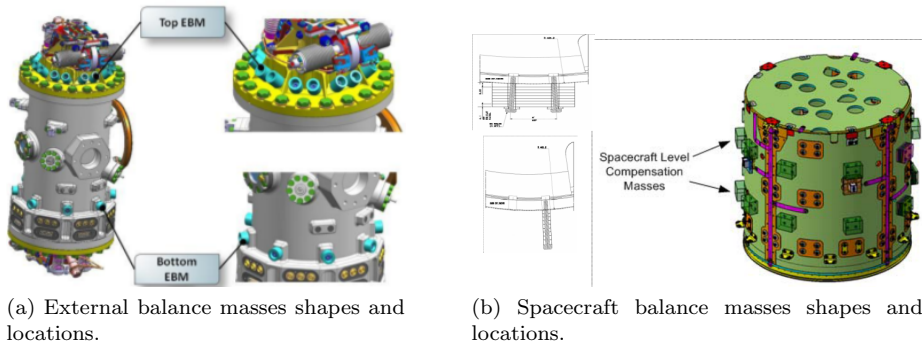 Top EBM
Bottom
EBM
(a) External balance masses shapes and
locations.
Spacecraft Level
Compensation
Masses
(b) Spacecraft balance masses shapes and
locations.